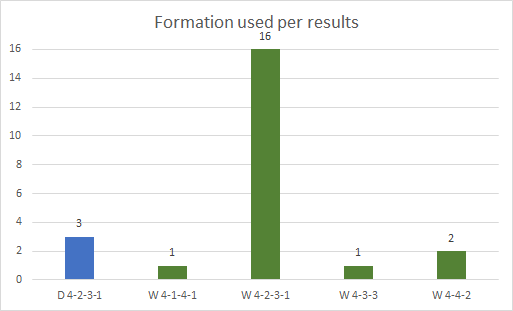 Formation used per results
16
16
14
12
10
8
6
4
2
0
3
1
1
2
D 4-2-3-1
W 4-1-4-1
W 4-2-3-1
W 4-3-3
W 4-4-2